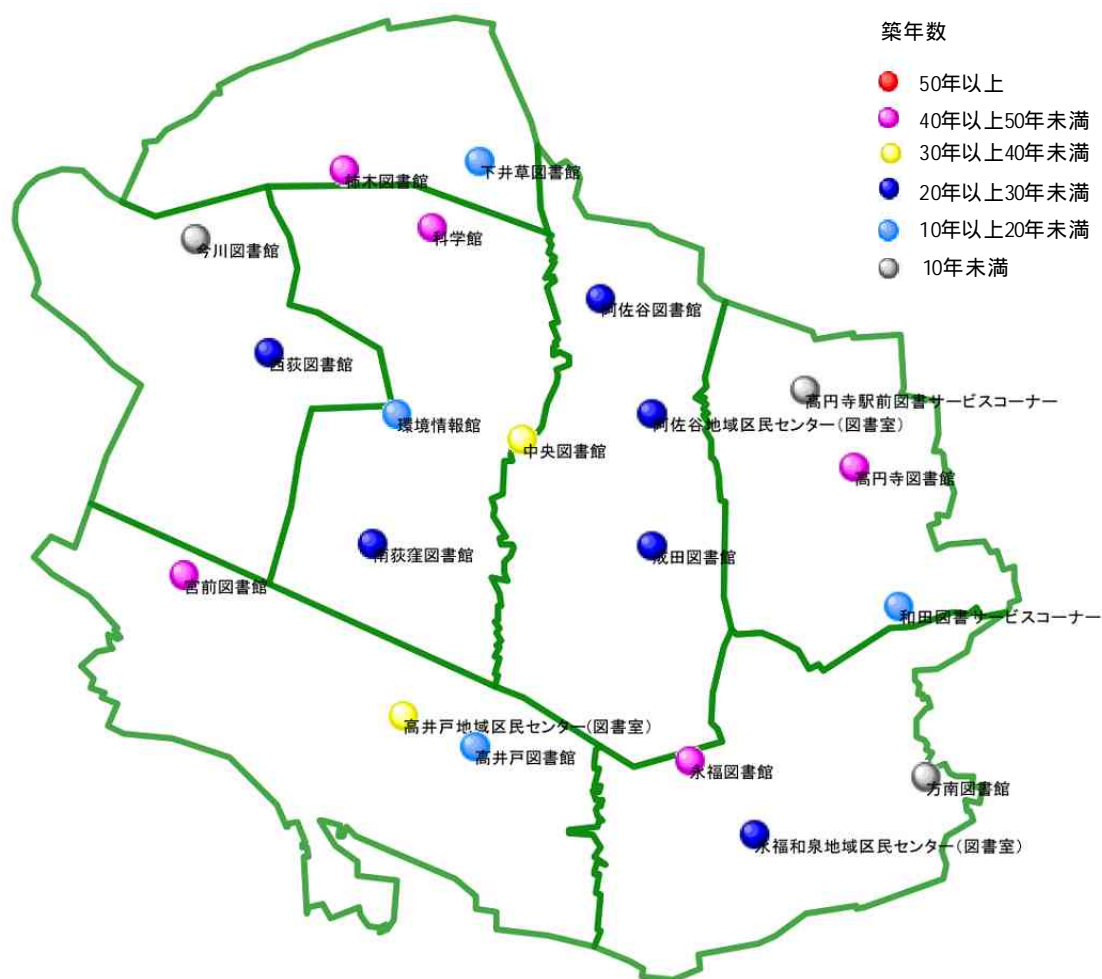 築年数
50年以上
40年以上50年未満
30年以上40年未満
20年以上30年未満
10年以上20年未満
10年未満
柿木図書館
下井草図書館
科学館
今川図書館
阿佐谷図書館
西荻図書館
高円寺駅前図書サービスコーナー
環境情報館
阿佐谷地域区民センター(図書室)
中央図書館
高円寺図書館
南荻窪図書館
成田図書館
宮前図書館
和田図書サービスコーナー
高井戸地域区民センター(図書室)
高井戸図書館
永福図書館
方南図書館
永福和泉地域区民センター(図書室)